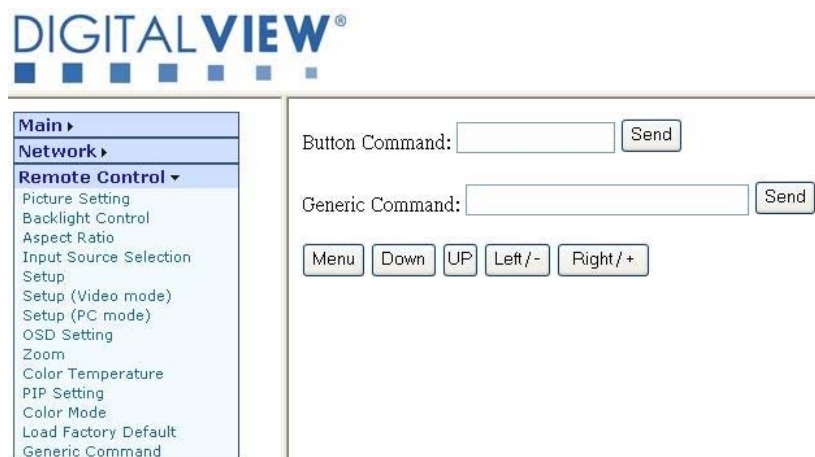 DIGITALVIEW®
Main
Network
Remote Control
Picture Setting
Backlight Control
Aspect Ratio
Input Source Selection
Setup
Setup (Video mode)
Setup (PC mode)
OSD Setting
Zoom
Color Temperature
PIP Setting
Color Mode
Load Factory Default
Generic Command
Button Command: Send
Generic Command: Send
Menu Down UP Left/- Right/+